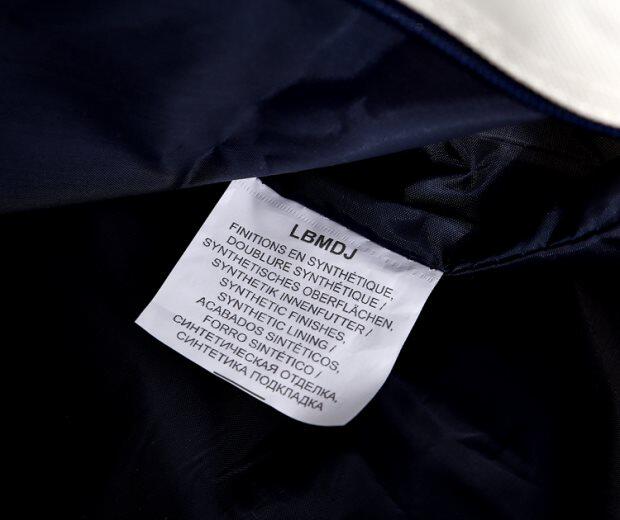 LBMDJ
FINITIONS EN SYNTHÉTIQUE,
DOUBLURE SYNTHÉTIQUE /
SYNTHETISCHES OBERFLÄCHEN,
SYNTHETIK INNENFUTTER /
SYNTHETIC FINISHES,
SYNTHETIC LINING /
ACABADOS SINTÉTICOS,
FORRO SINTÉTICO /
СИНТЕТИЧЕСКАЯ ОТДЕЛКА,
СИНТЕТИКА ПОДКЛАДКА